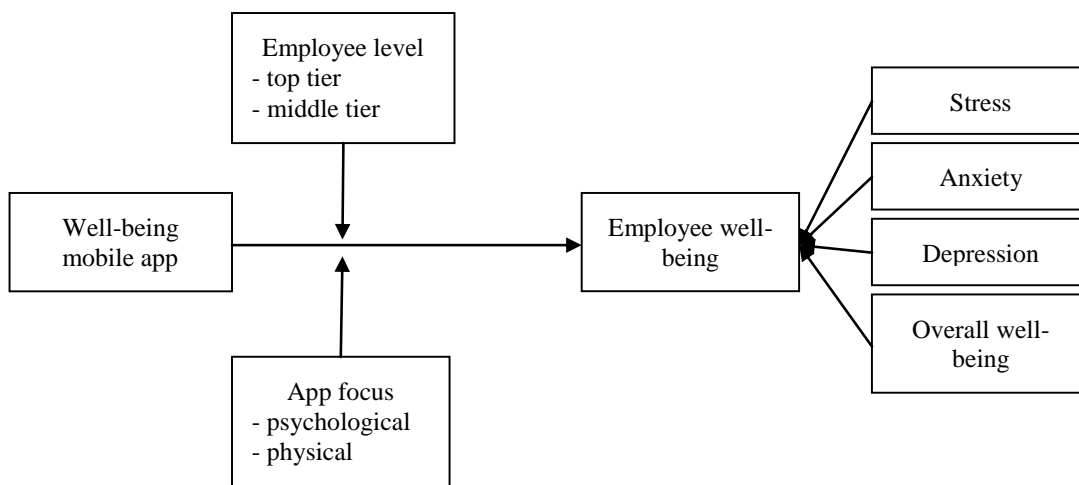 Employee level
- top tier
- middle tier
Stress
Anxiety
Well-being
mobile app
Employee well-
being
Depression
Overall well-
being
App focus
- psychological
- physical